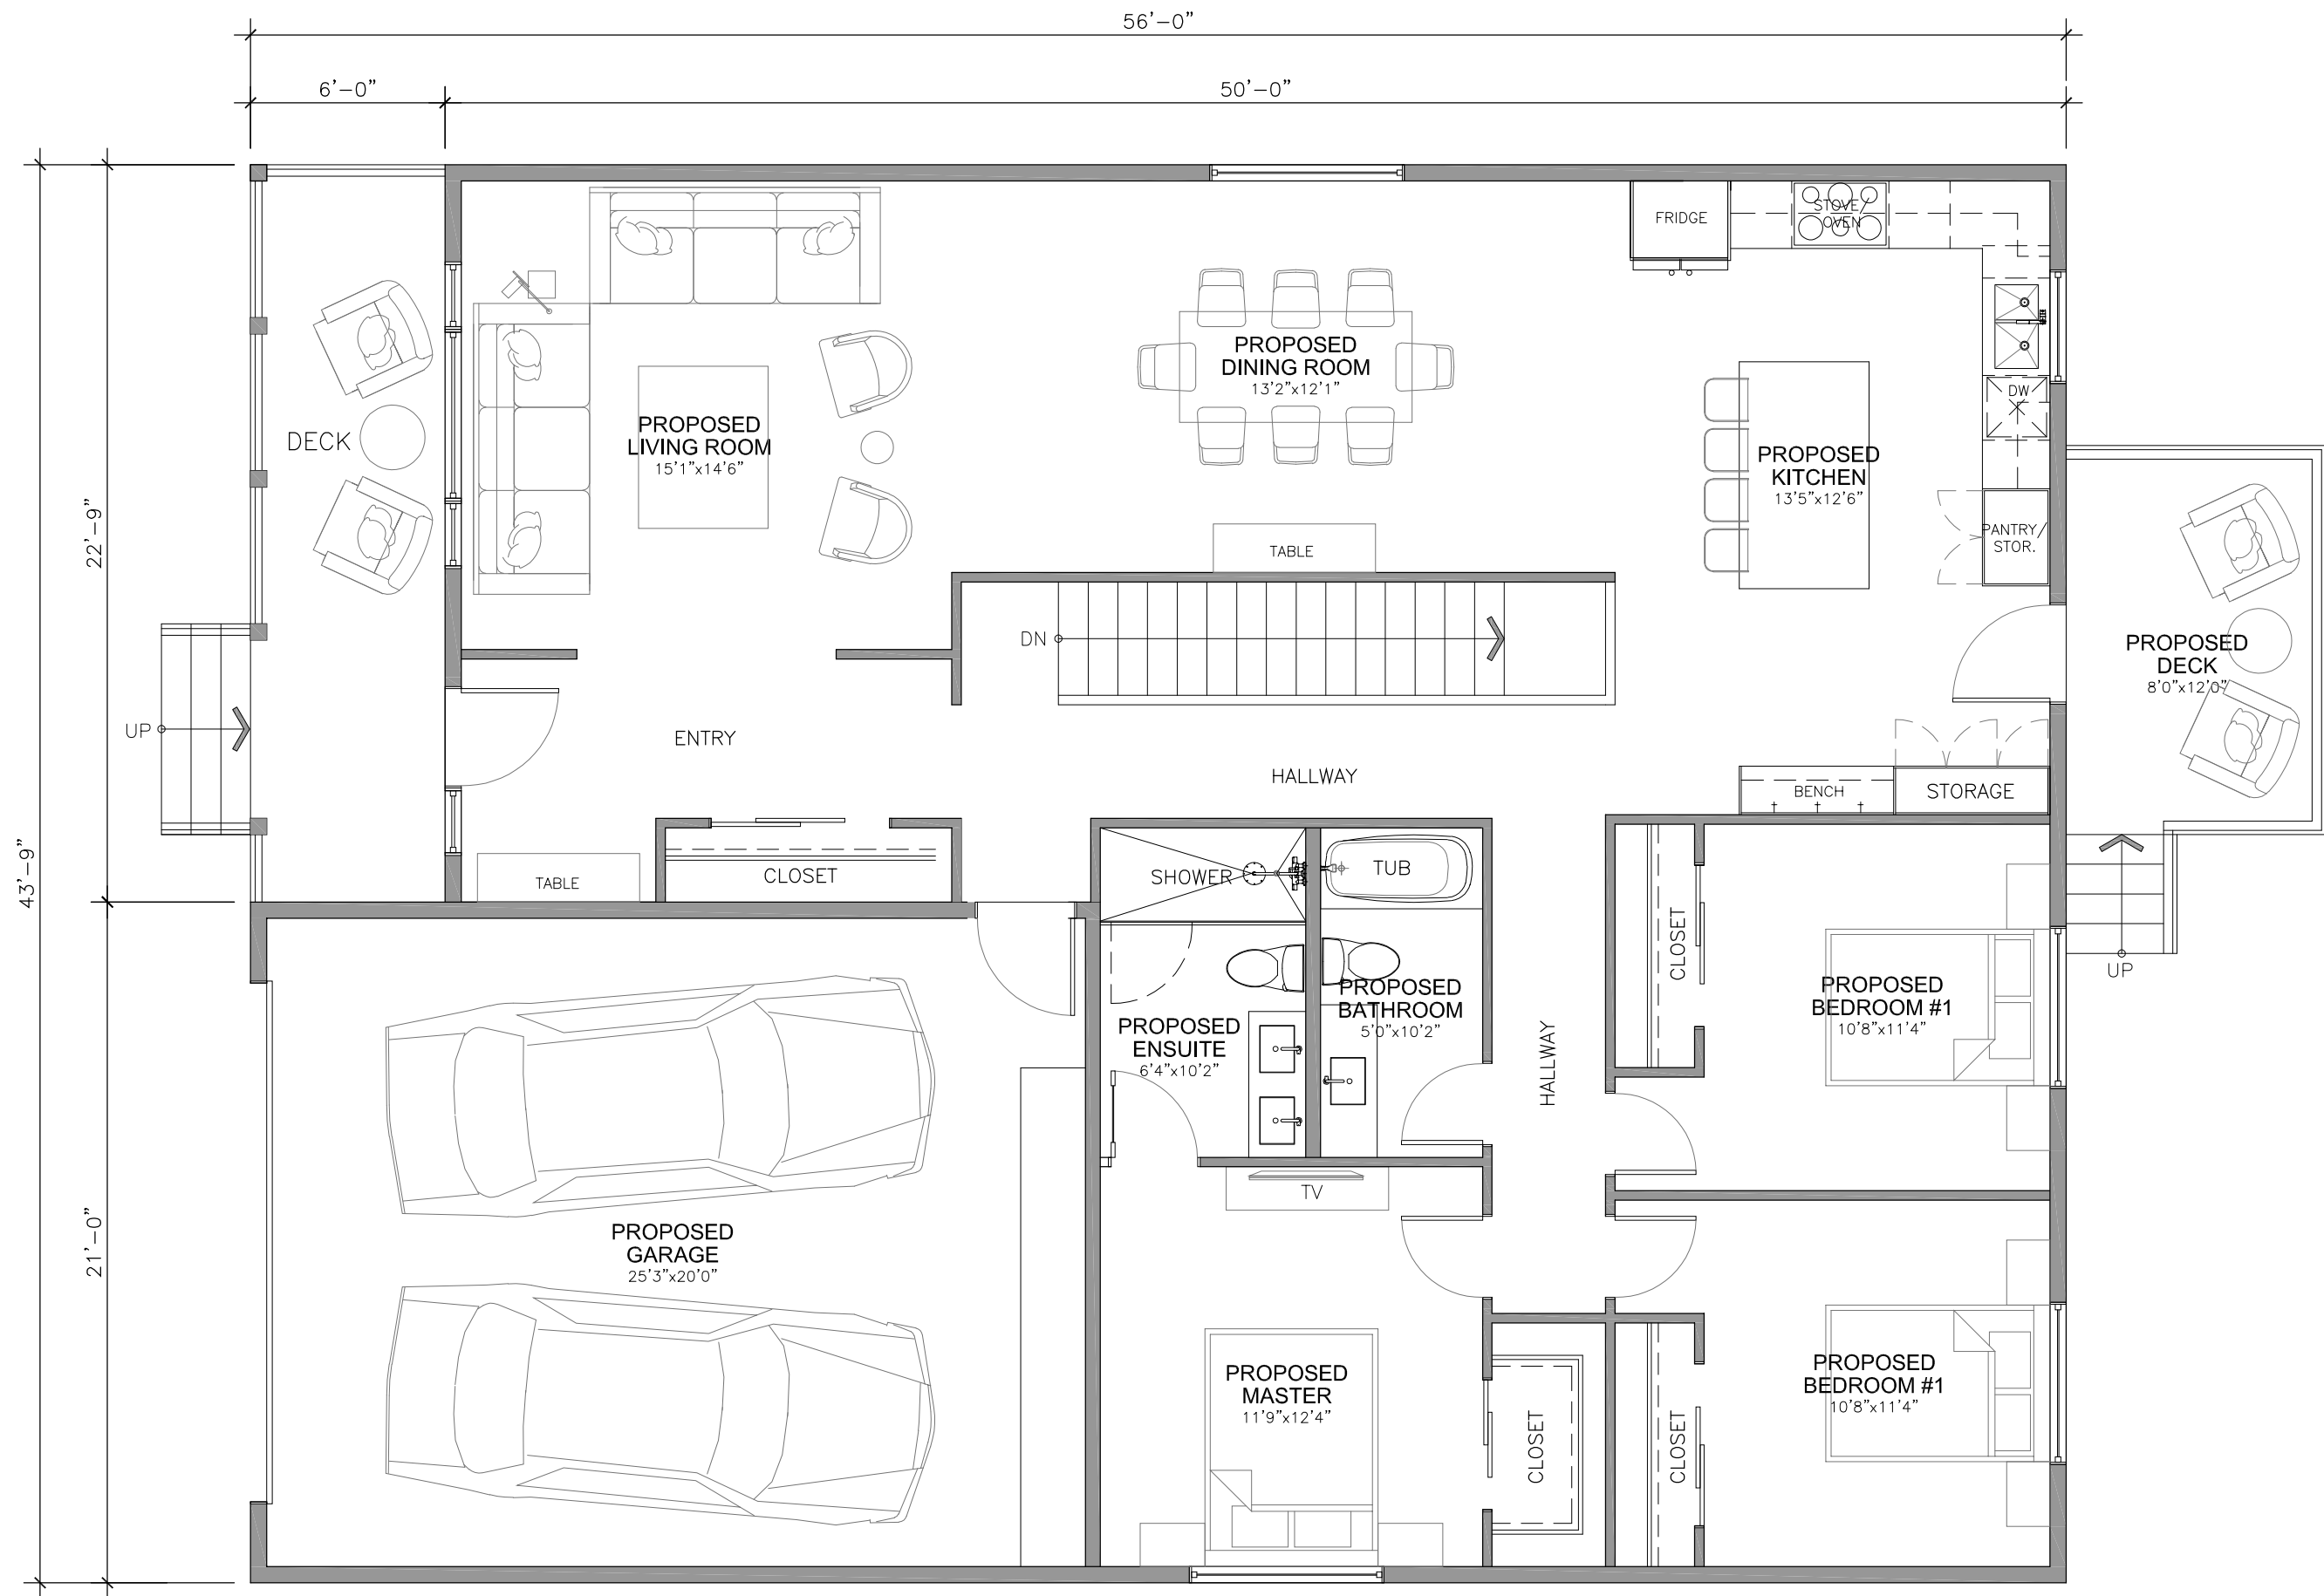 56'-0"
6'-0"
50'-0"
43'-9"
22'-9"
21'-0"
DECK
UP
PROPOSED
LIVING ROOM
15'1"x14'6"
PROPOSED
DINING ROOM
13'2"x12'1"
TABLE
FRIDGE
STOVE/
OVEN
DW
PROPOSED
KITCHEN
13'5"x12'6"
PANTRY/
STOR.
DN
ENTRY
HALLWAY
BENCH
STORAGE
PROPOSED
DECK
8'0"x12'0"
UP
TABLE
CLOSET
SHOWER
TUB
PROPOSED
ENSUITE
6'4"x10'2"
PROPOSED
BATHROOM
5'0"x10'2"
HALLWAY
CLOSET
PROPOSED
BEDROOM #1
10'8"x11'4"
PROPOSED
GARAGE
25'3"x20'0"
TV
PROPOSED
MASTER
11'9"x12'4"
CLOSET
CLOSET
PROPOSED
BEDROOM #1
10'8"x11'4"